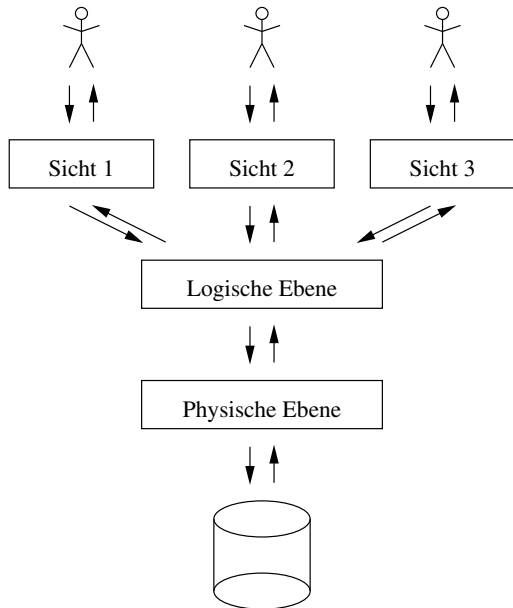 Sicht 1
Sicht 2
Sicht 3
Logische Ebene
Physische Ebene